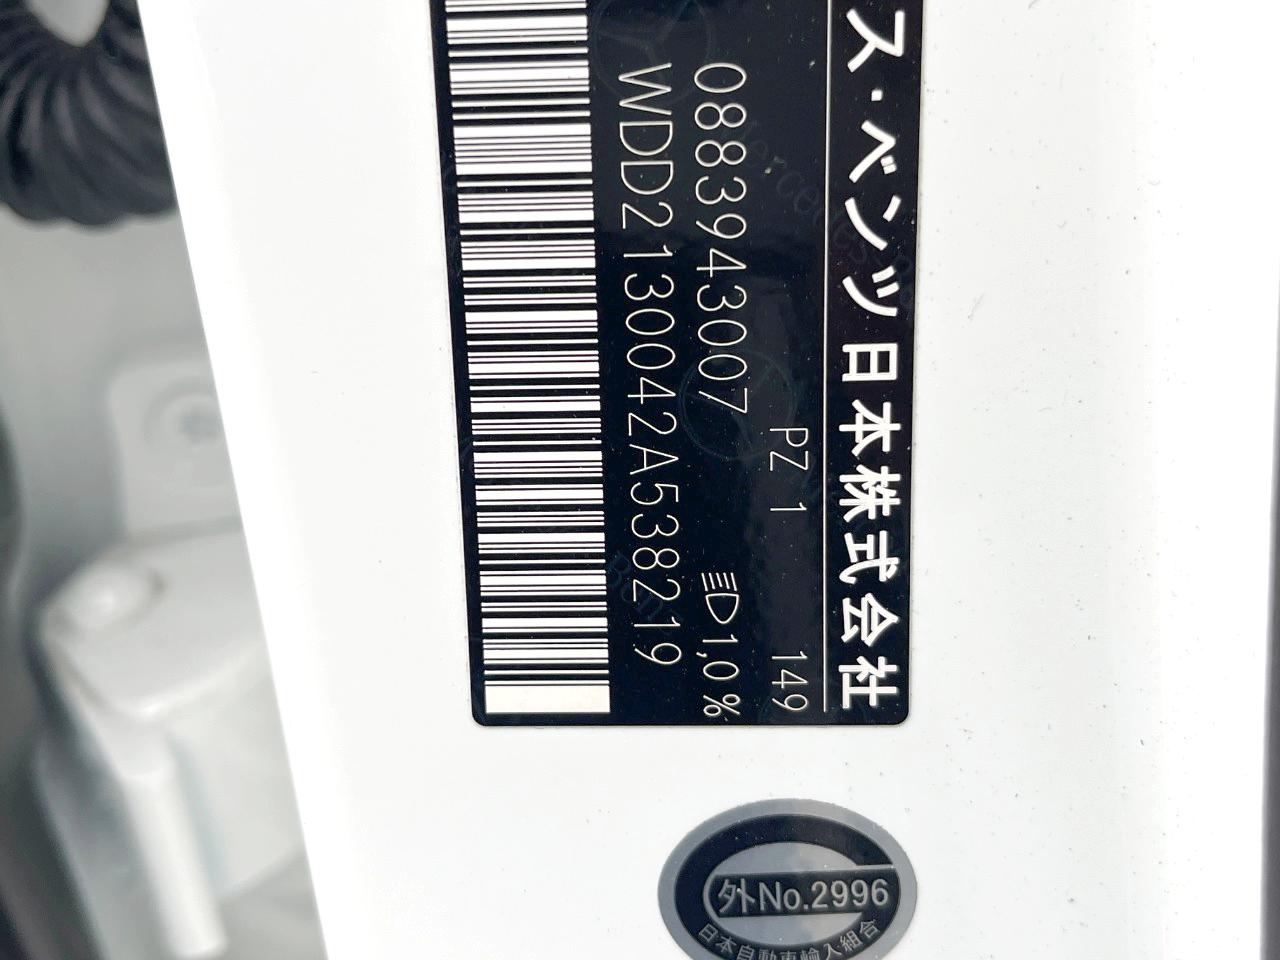 ス・ベンツ日本株式会社
PZ 1 149
0883943007 1,0%
WDD2130042A538219
外No.2996
日本自動車輸入組合